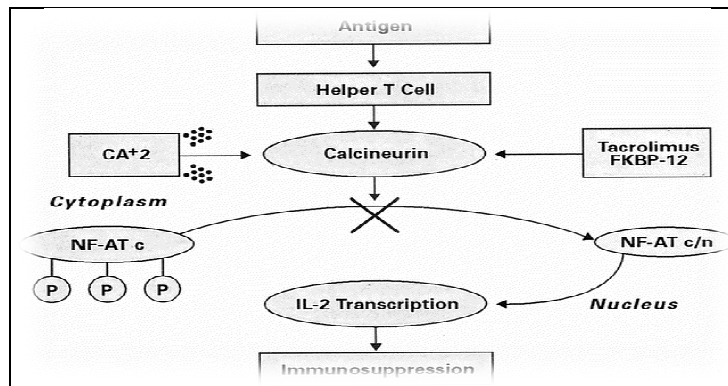 Antigen
Helper T Cell
CA+2
Calcineurin
Tacrolimus
FKBP-12
Cytoplasm
NF-AT c
NF-AT c/n
P P P
IL-2 Transcription
Nucleus
Immunosuppression